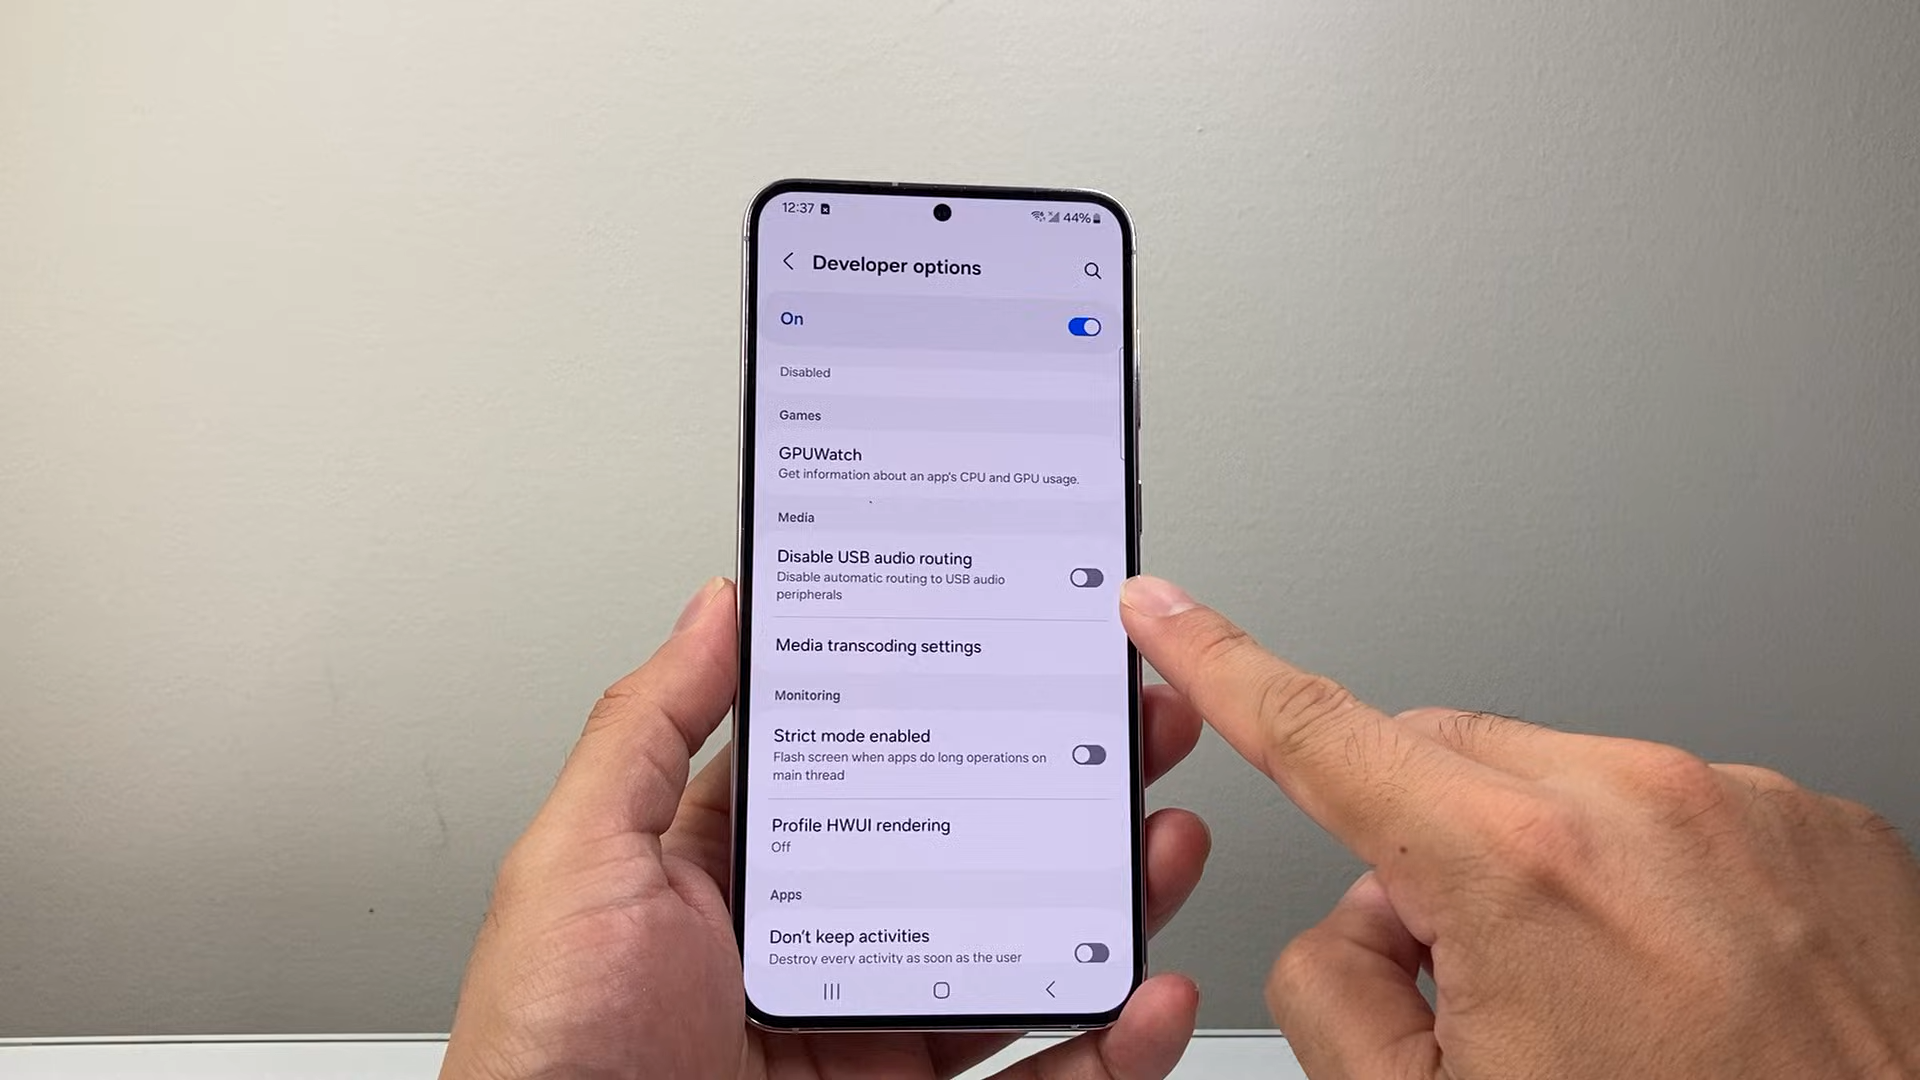 12:37
44%
Developer options
On
Disabled
Games
GPUWatch
Get information about an app's CPU and GPU usage.
Media
Disable USB audio routing
Disable automatic routing to USB audio
peripherals
Media transcoding settings
Monitoring
Strict mode enabled
Flash screen when apps do long operations on
main thread
Profile HWUI rendering
Off
Apps
Don't keep activities
Destroy every activity as soon as the user